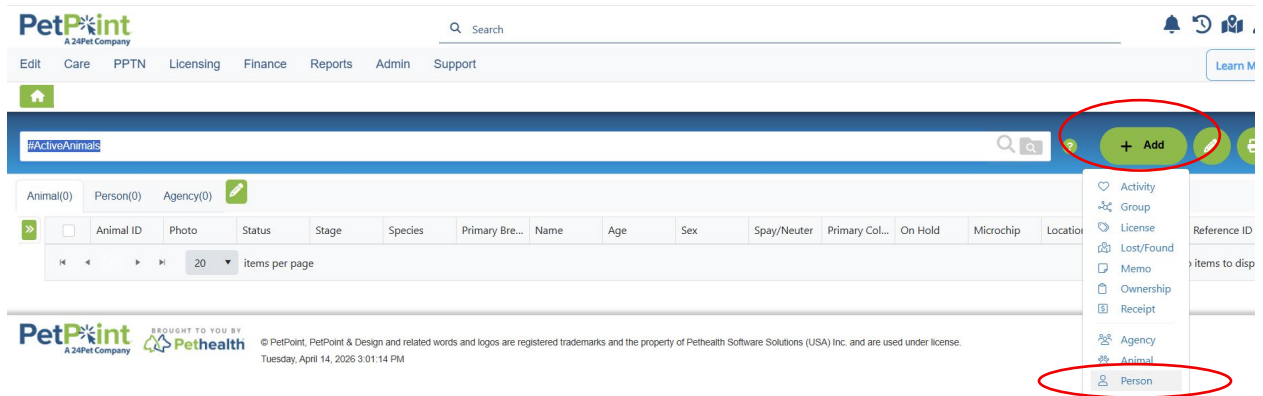 PetPoint
A 24Pet Company
Search
Edit Care PPTN Licensing Finance Reports Admin Support
Learn M
#ActiveAnimals
? + Add
Animal(0) Person(0) Agency(0)
Activity
Group
License
Lost/Found
Memo
Ownership
Receipt
Agency
Animal
Person
Animal ID Photo Status Stage Species Primary Bre... Name Age Sex Spay/Neuter Primary Col... On Hold Microchip Location Reference ID
20 items per page
items to disp
PetPoint
A 24Pet Company
BROUGHT TO YOU BY
Pethealth
© PetPoint, PetPoint & Design and related words and logos are registered trademarks and the property of Pethealth Software Solutions (USA) Inc. and are used under license.
Tuesday, April 14, 2026 3:01:14 PM